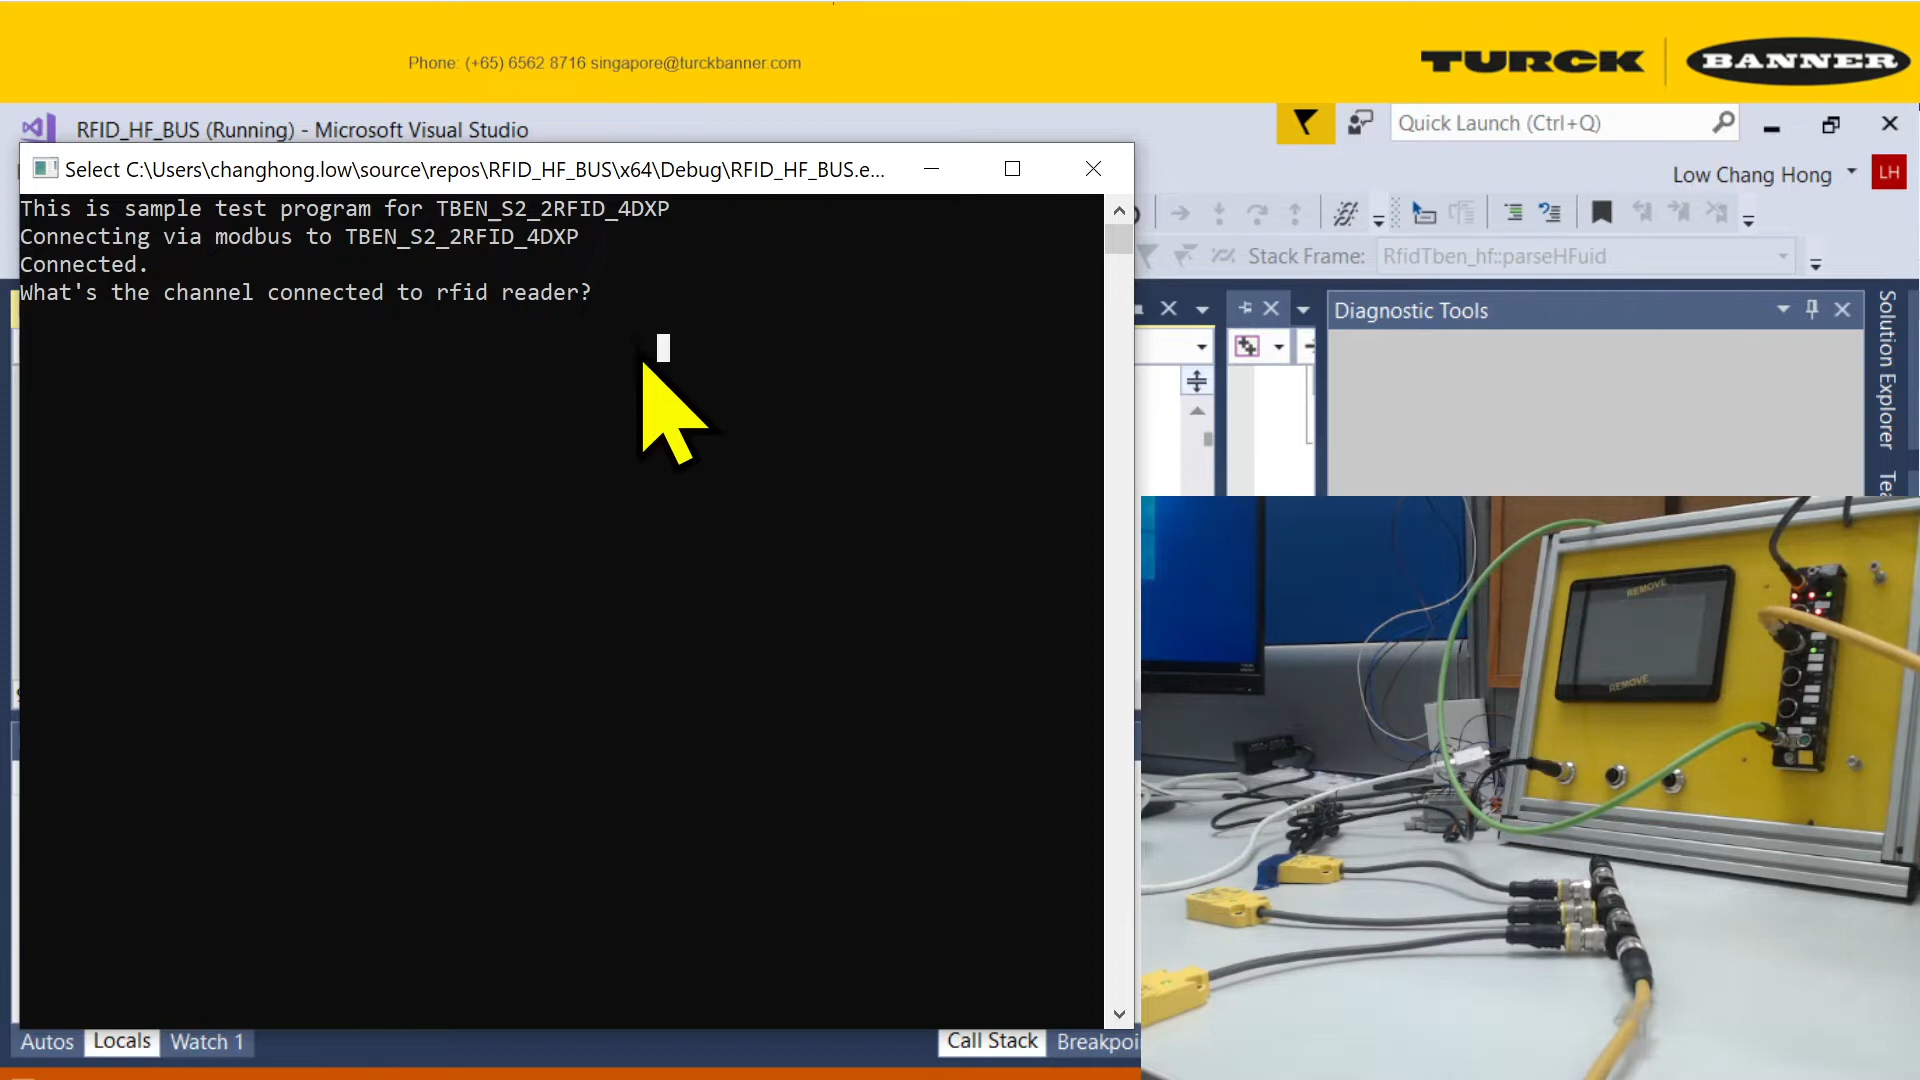 Phone: (+65) 6562 8716 singapore@turckbanner.com
TURCK
BANNER
RFID_HF_BUS (Running) - Microsoft Visual Studio
Quick Launch (Ctrl+Q)
Select C:\Users\changhong.low\source\repos\RFID_HF_BUS\x64\Debug\RFID_HF_BUS.e...
Low Chang Hong
LH
This is sample test program for TBEN_S2_2RFID_4DXP
Connecting via modbus to TBEN_S2_2RFID_4DXP
Connected.
What's the channel connected to rfid reader?
Stack Frame:
RfidTben_hf::parseHFuid
Diagnostic Tools
Solution Explorer
Tea
REMOVE
REMOVE
Autos
Locals
Watch 1
Call Stack
Breakpoi